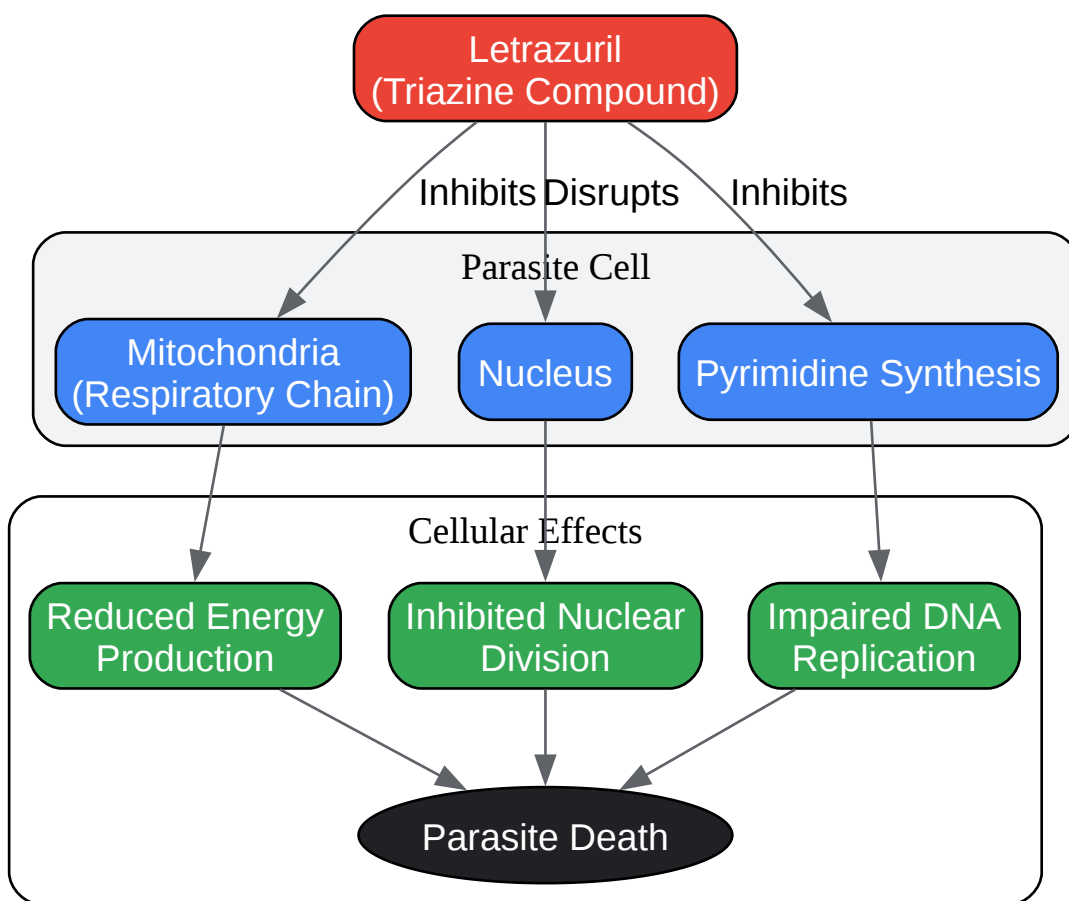 Letrazuril
(Triazine Compound)
Inhibits
Disrupts
Inhibits
Parasite Cell
Mitochondria
(Respiratory Chain)
Nucleus
Pyrimidine Synthesis
Cellular Effects
Reduced Energy
Production
Inhibited Nuclear
Division
Impaired DNA
Replication
Parasite Death